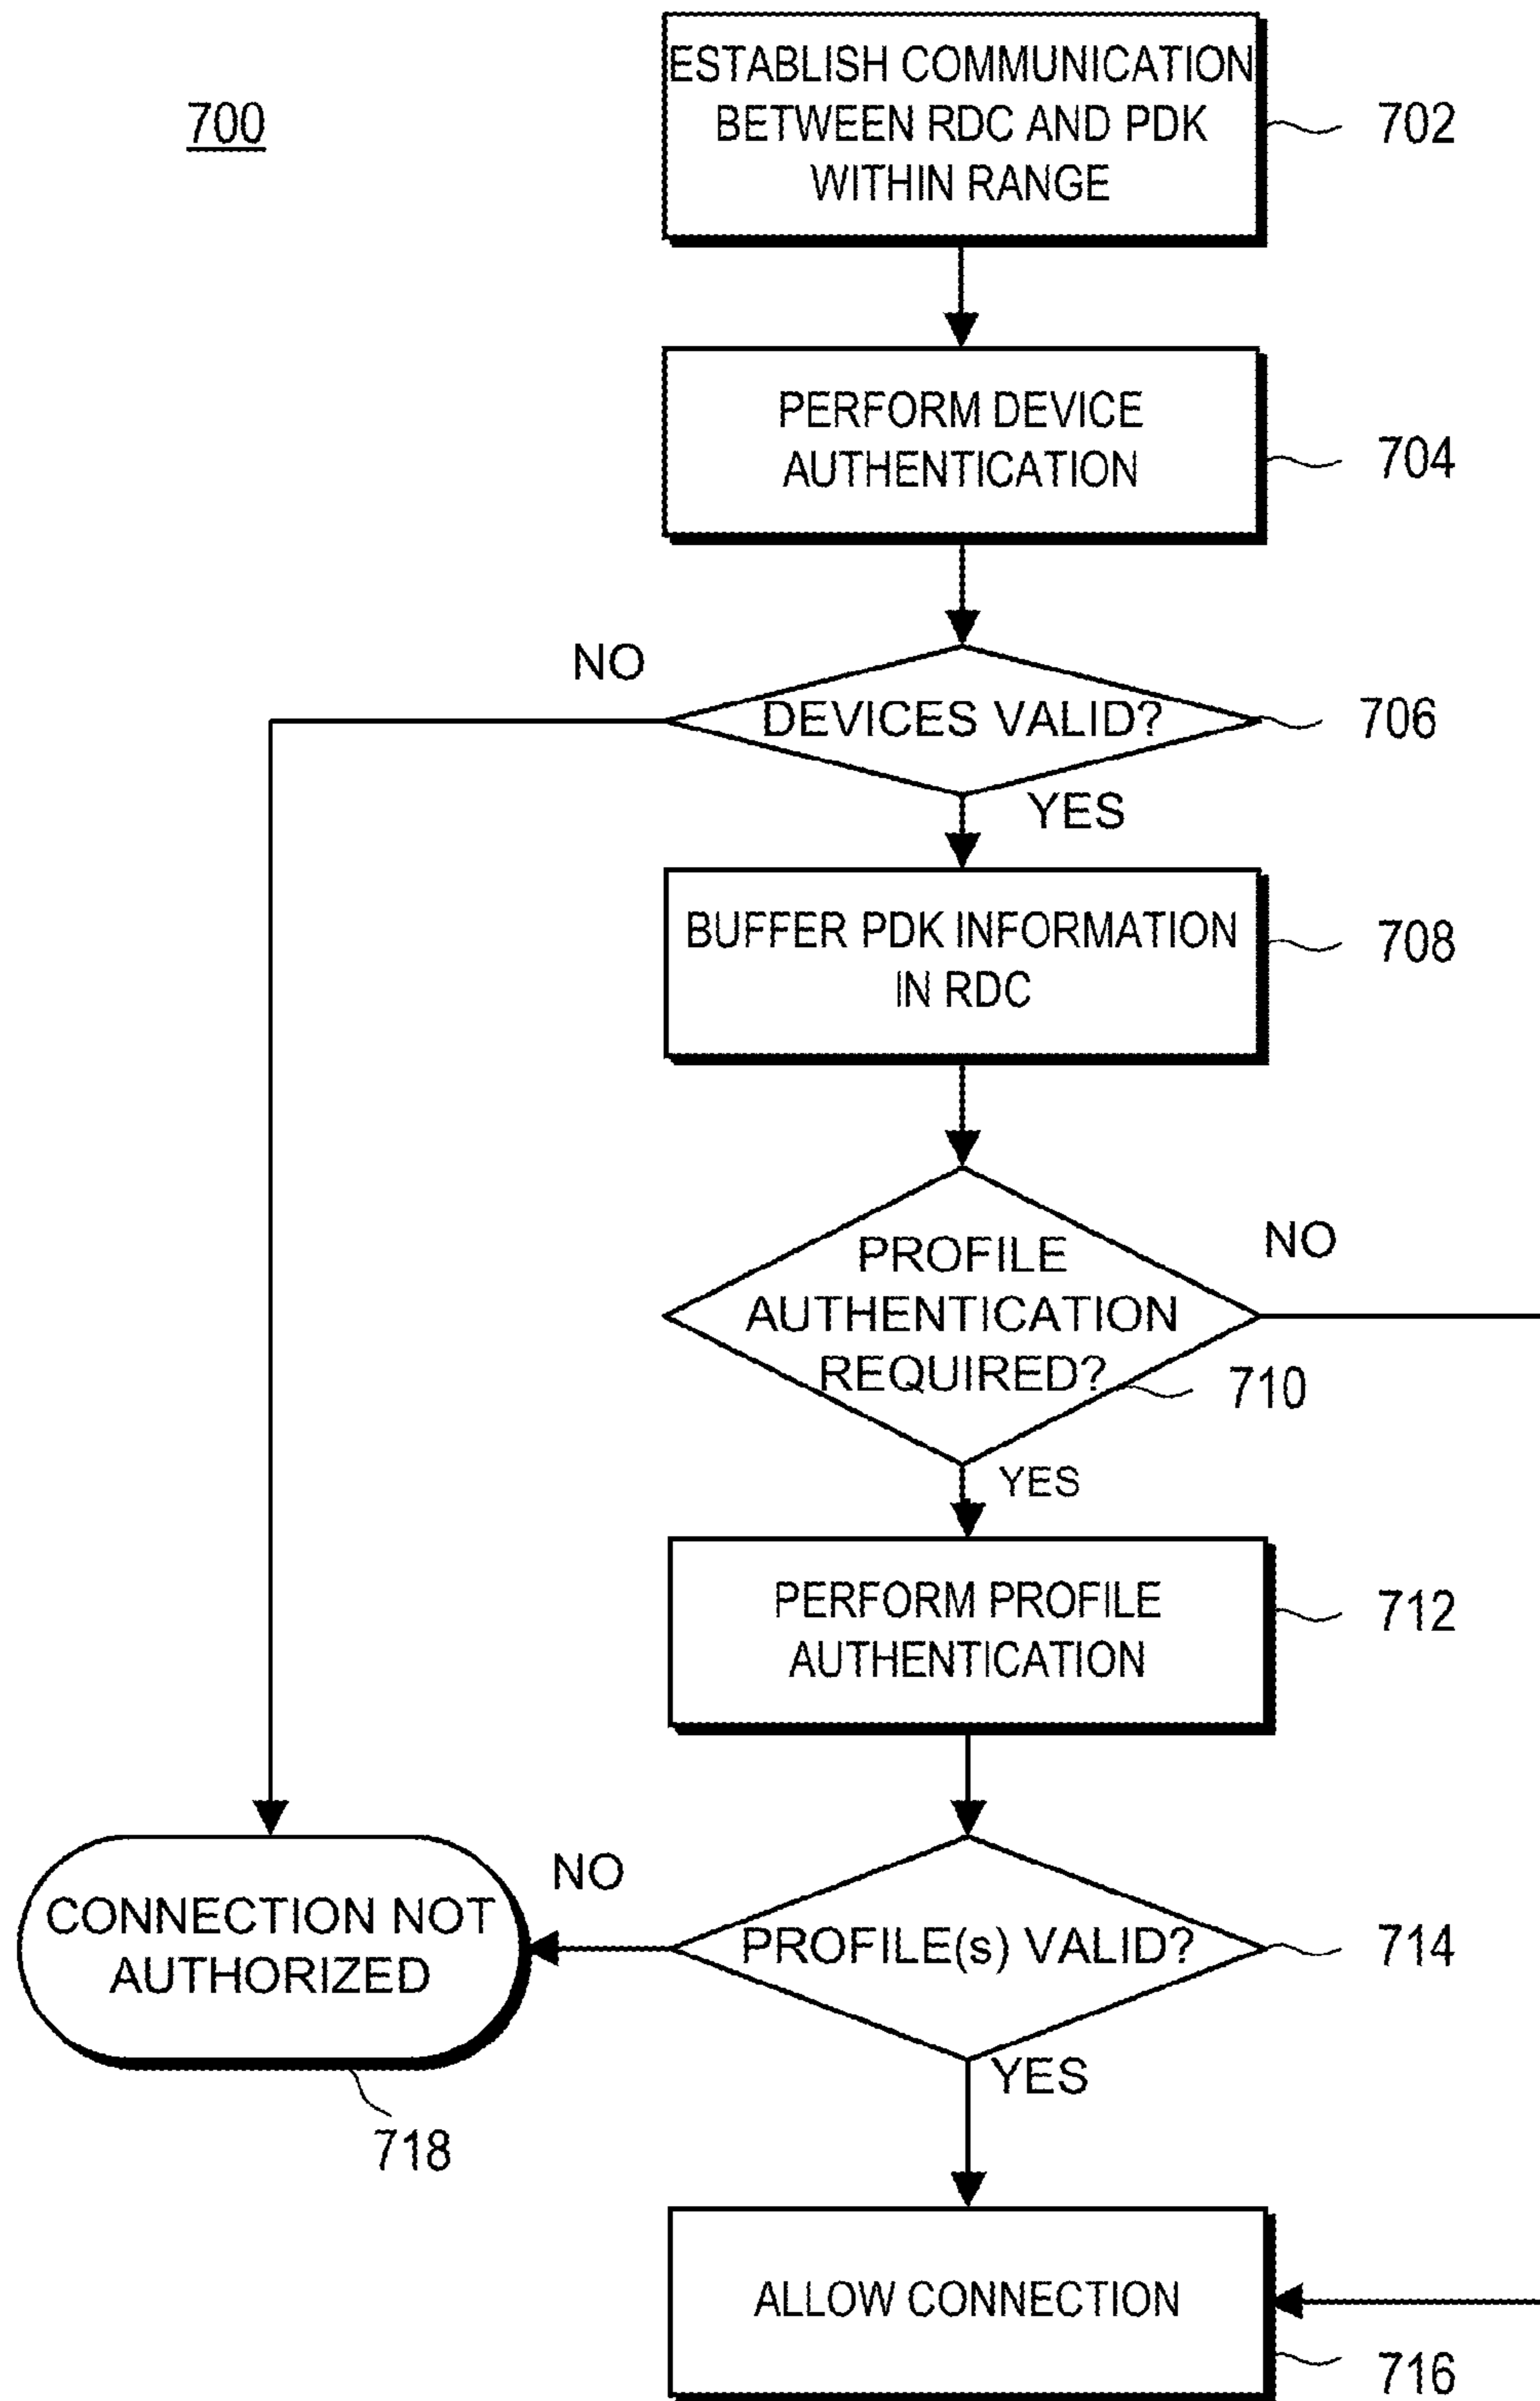 700
ESTABLISH COMMUNICATION
BETWEEN RDC AND PDK
WITHIN RANGE
702
PERFORM DEVICE
AUTHENTICATION
704
NO
DEVICES VALID?
706
YES
BUFFER PDK INFORMATION
IN RDC
708
PROFILE
AUTHENTICATION
REQUIRED?
NO
710
YES
PERFORM PROFILE
AUTHENTICATION
712
CONNECTION NOT
AUTHORIZED
NO
PROFILE(s) VALID?
714
YES
718
ALLOW CONNECTION
716